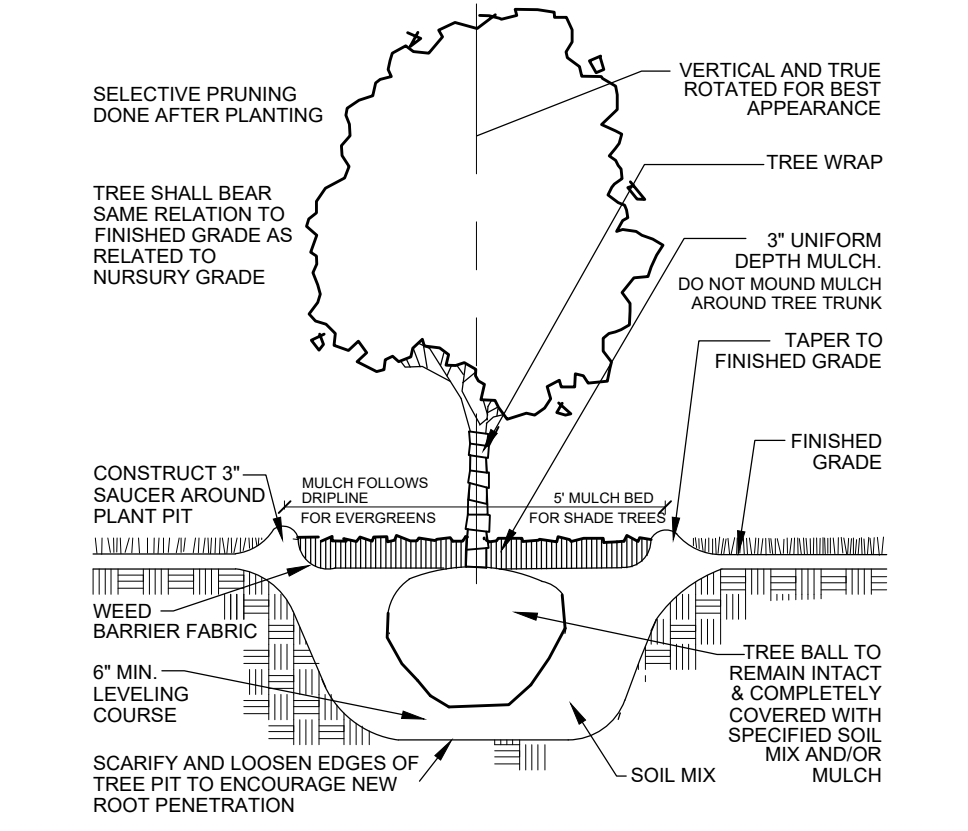 SELECTIVE PRUNING
DONE AFTER PLANTING
TREE SHALL BEAR
SAME RELATION TO
FINISHED GRADE AS
RELATED TO
NURSURY GRADE
VERTICAL AND TRUE
ROTATED FOR BEST
APPEARANCE
TREE WRAP
3" UNIFORM
DEPTH MULCH.
DO NOT MOUND MULCH
AROUND TREE TRUNK
TAPER TO
FINISHED GRADE
FINISHED
GRADE
CONSTRUCT 3"
SAUCER AROUND
PLANT PIT
MULCH FOLLOWS
DRIPLINE
FOR EVERGREENS
5' MULCH BED
FOR SHADE TREES
WEED
BARRIER FABRIC
6" MIN.
LEVELING
COURSE
SCARIFY AND LOOSEN EDGES OF
TREE PIT TO ENCOURAGE NEW
ROOT PENETRATION
SOIL MIX
TREE BALL TO
REMAIN INTACT
& COMPLETELY
COVERED WITH
SPECIFIED SOIL
MIX AND/OR
MULCH